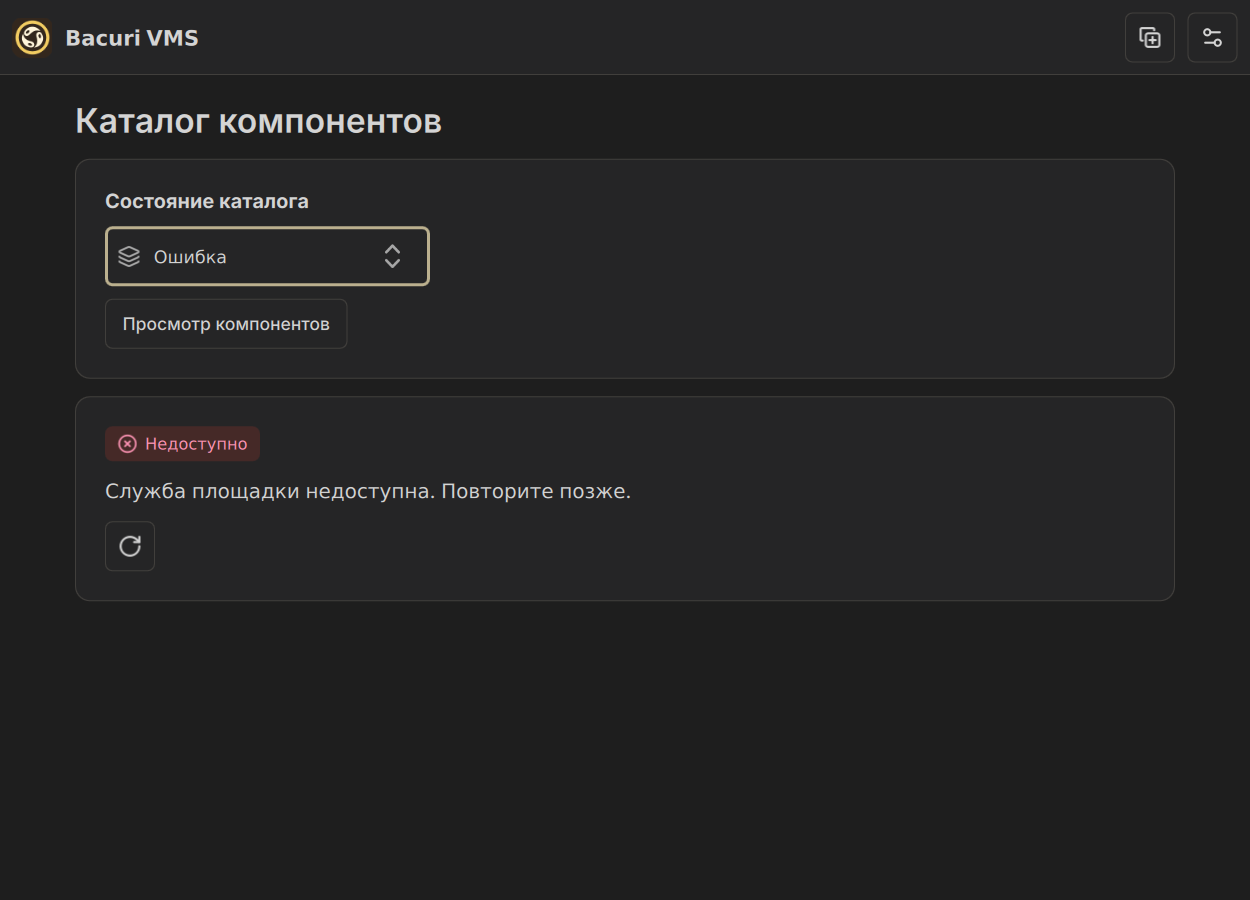 Bacuri VMS
Каталог компонентов
Состояние каталога
Ошибка
Просмотр компонентов
Недоступно
Служба площадки недоступна. Повторите позже.